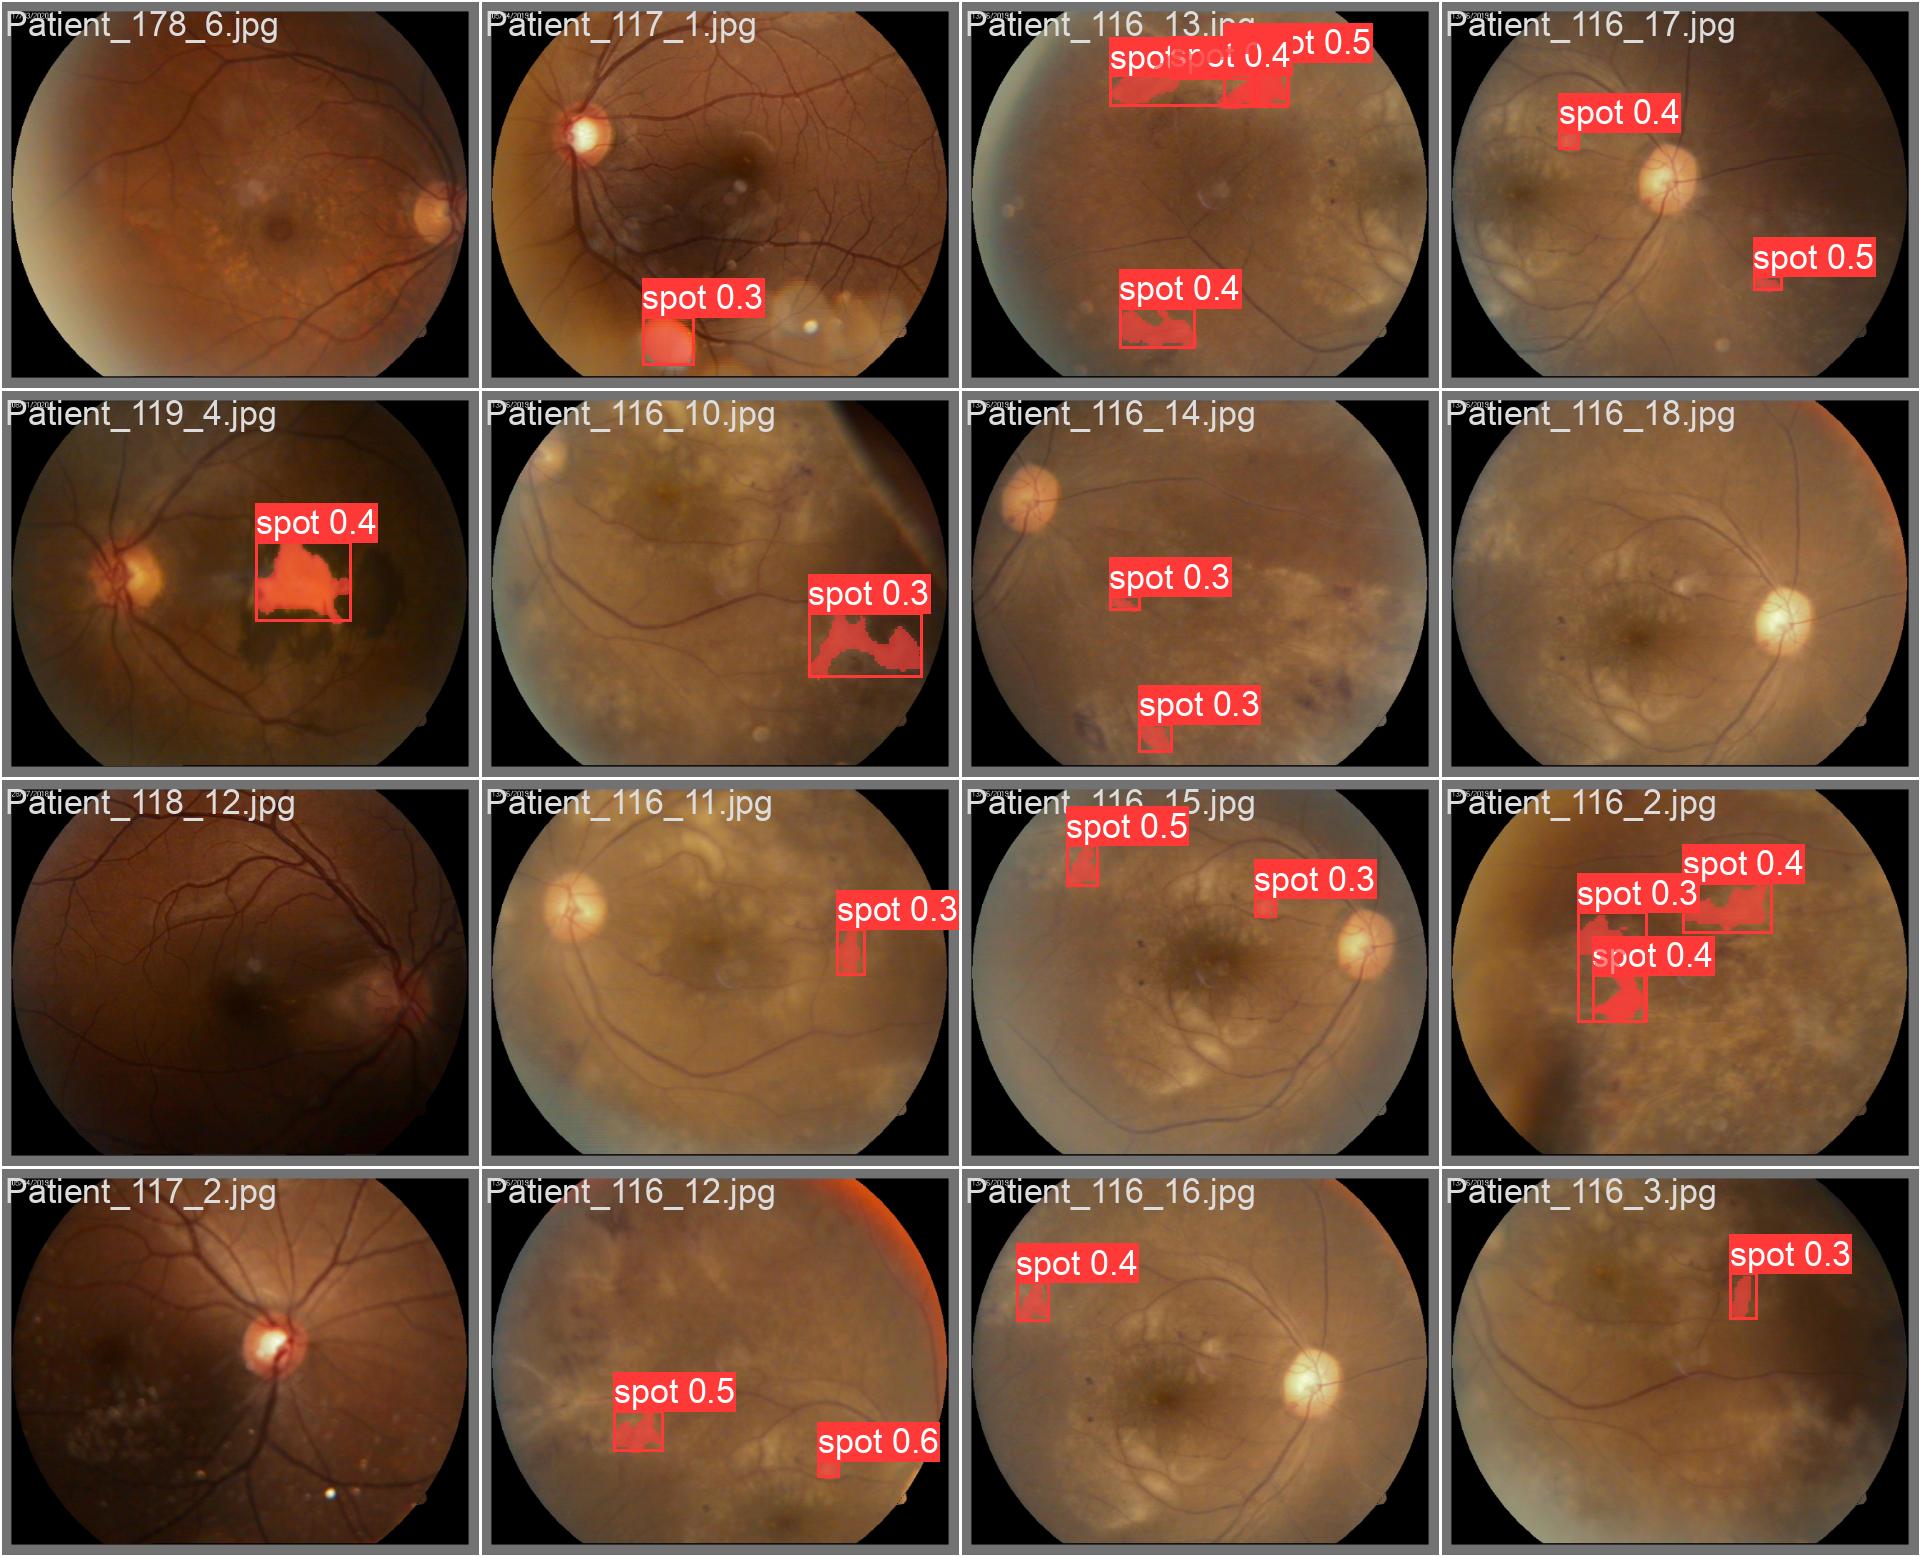 Patient_178_6.jpg
Patient_117_1.jpg
spot 0.3
Patient_116_13.jpg
spot
spot 0.4
ot 0.5
spot 0.4
Patient_116_17.jpg
spot 0.4
spot 0.5
Patient_119_4.jpg
spot 0.4
Patient_116_10.jpg
spot 0.3
Patient_116_14.jpg
spot 0.3
spot 0.3
Patient_116_18.jpg
Patient_118_12.jpg
Patient_116_11.jpg
spot 0.3
Patient_116_15.jpg
spot 0.5
spot 0.3
Patient_116_2.jpg
spot 0.4
spot 0.3
spot 0.4
Patient_117_2.jpg
Patient_116_12.jpg
spot 0.5
spot 0.6
Patient_116_16.jpg
spot 0.4
Patient_116_3.jpg
spot 0.3